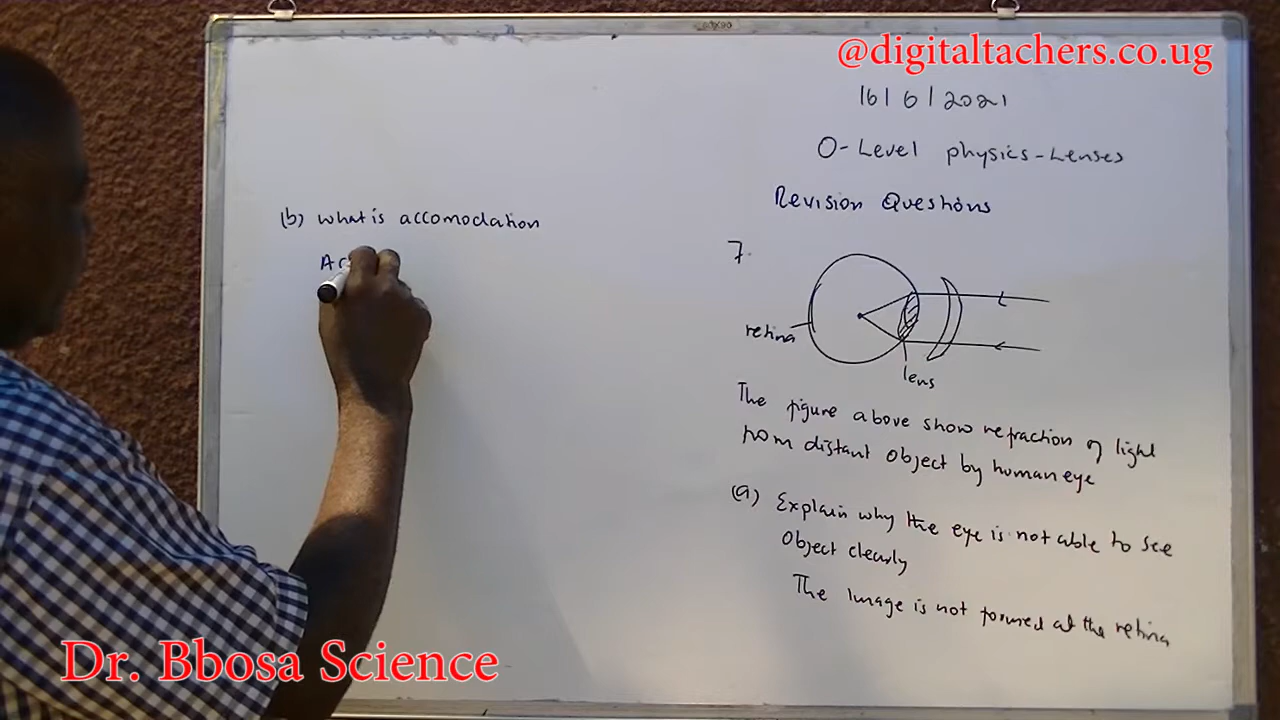 @digitaltachers.co.ug
16/6/2021
O-Level physics-Lenses
Revision Questions
7.
retina
lens
The figure above show refraction of light
from distant object by human eye
(a) Explain why the eye is not able to see
object clearly
The image is not formed at the retina
(b) what is accomodation
Ac
Dr. Bbosa Science